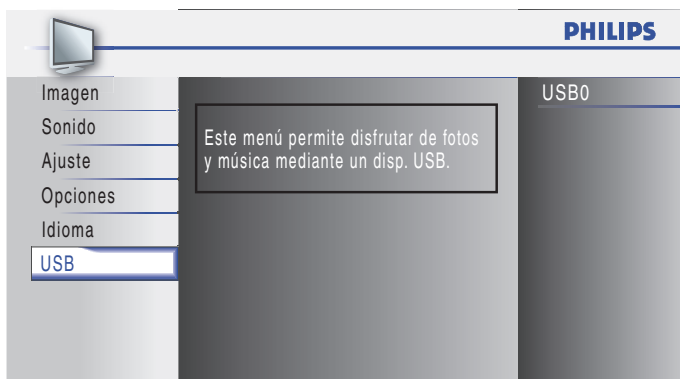 PHILIPS
Imagen
Sonido
Ajuste
Opciones
Idioma
USB
Este menú permite disfrutar de fotos
y música mediante un disp. USB.
USB0